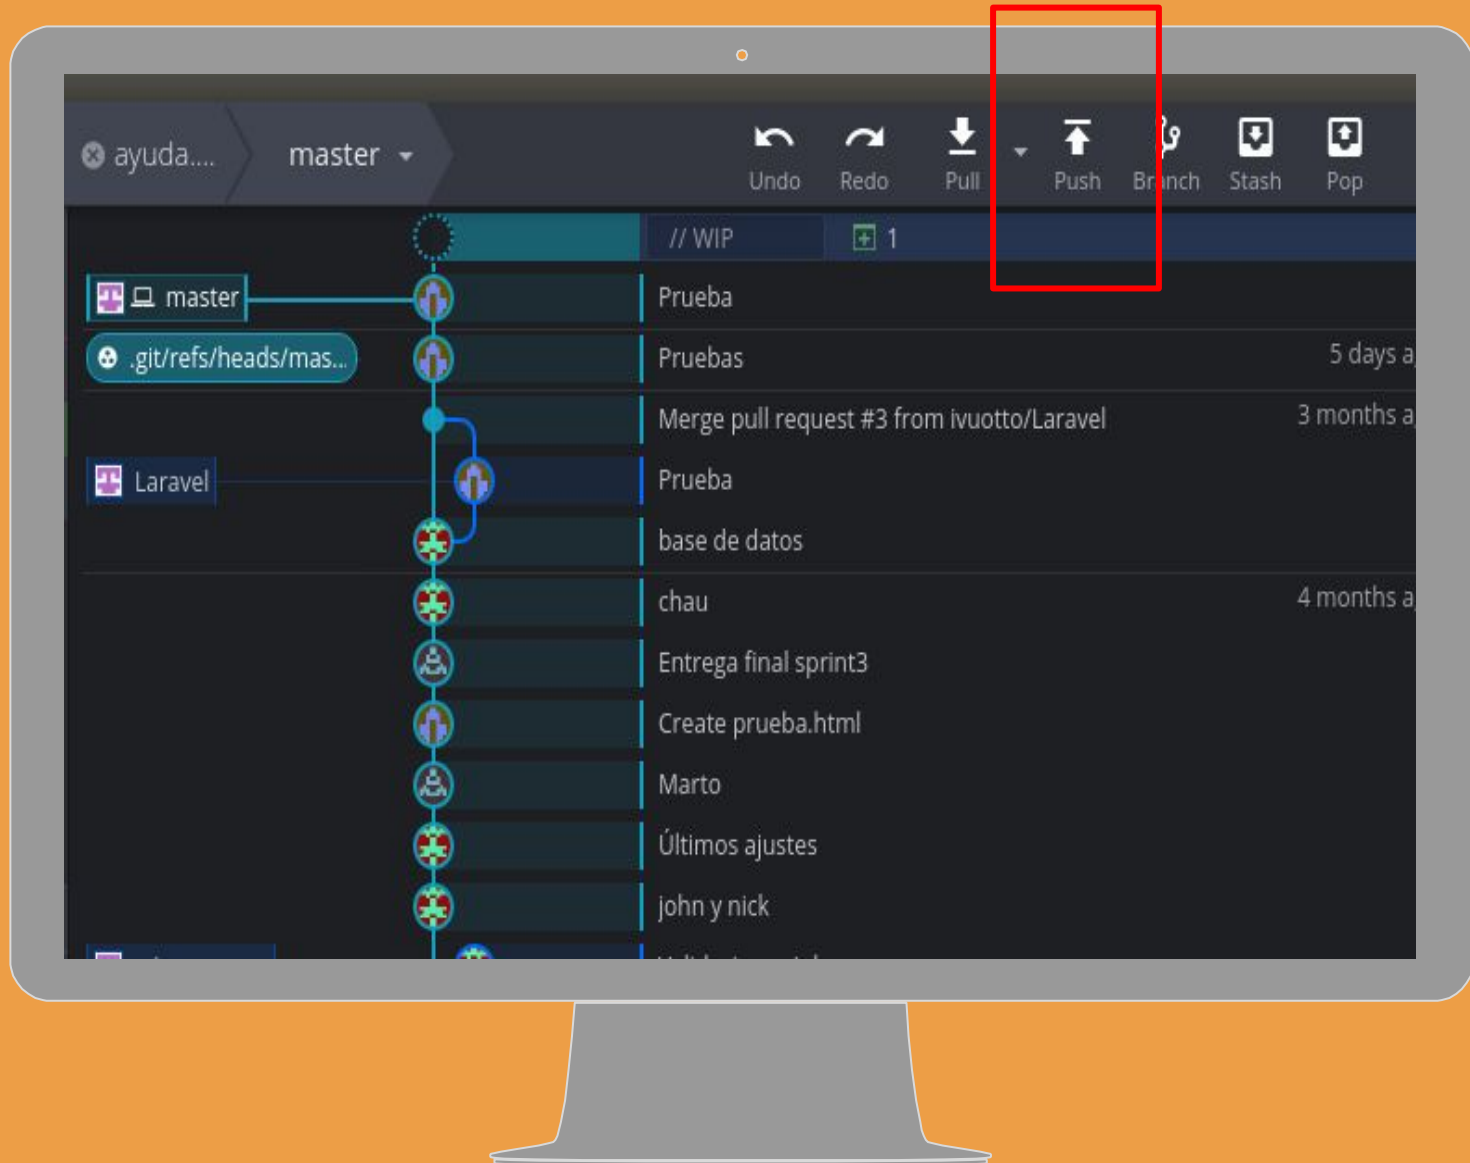 ayuda....
master
Undo
Redo
Pull
Push
Branch
Stash
Pop
// WIP
1
master
Prueba
.git/refs/heads/mas...
Pruebas
5 days a
Merge pull request #3 from ivuotto/Laravel
3 months a
Laravel
Prueba
base de datos
chau
4 months a
Entrega final sprint3
Create prueba.html
Marto
Últimos ajustes
john y nick